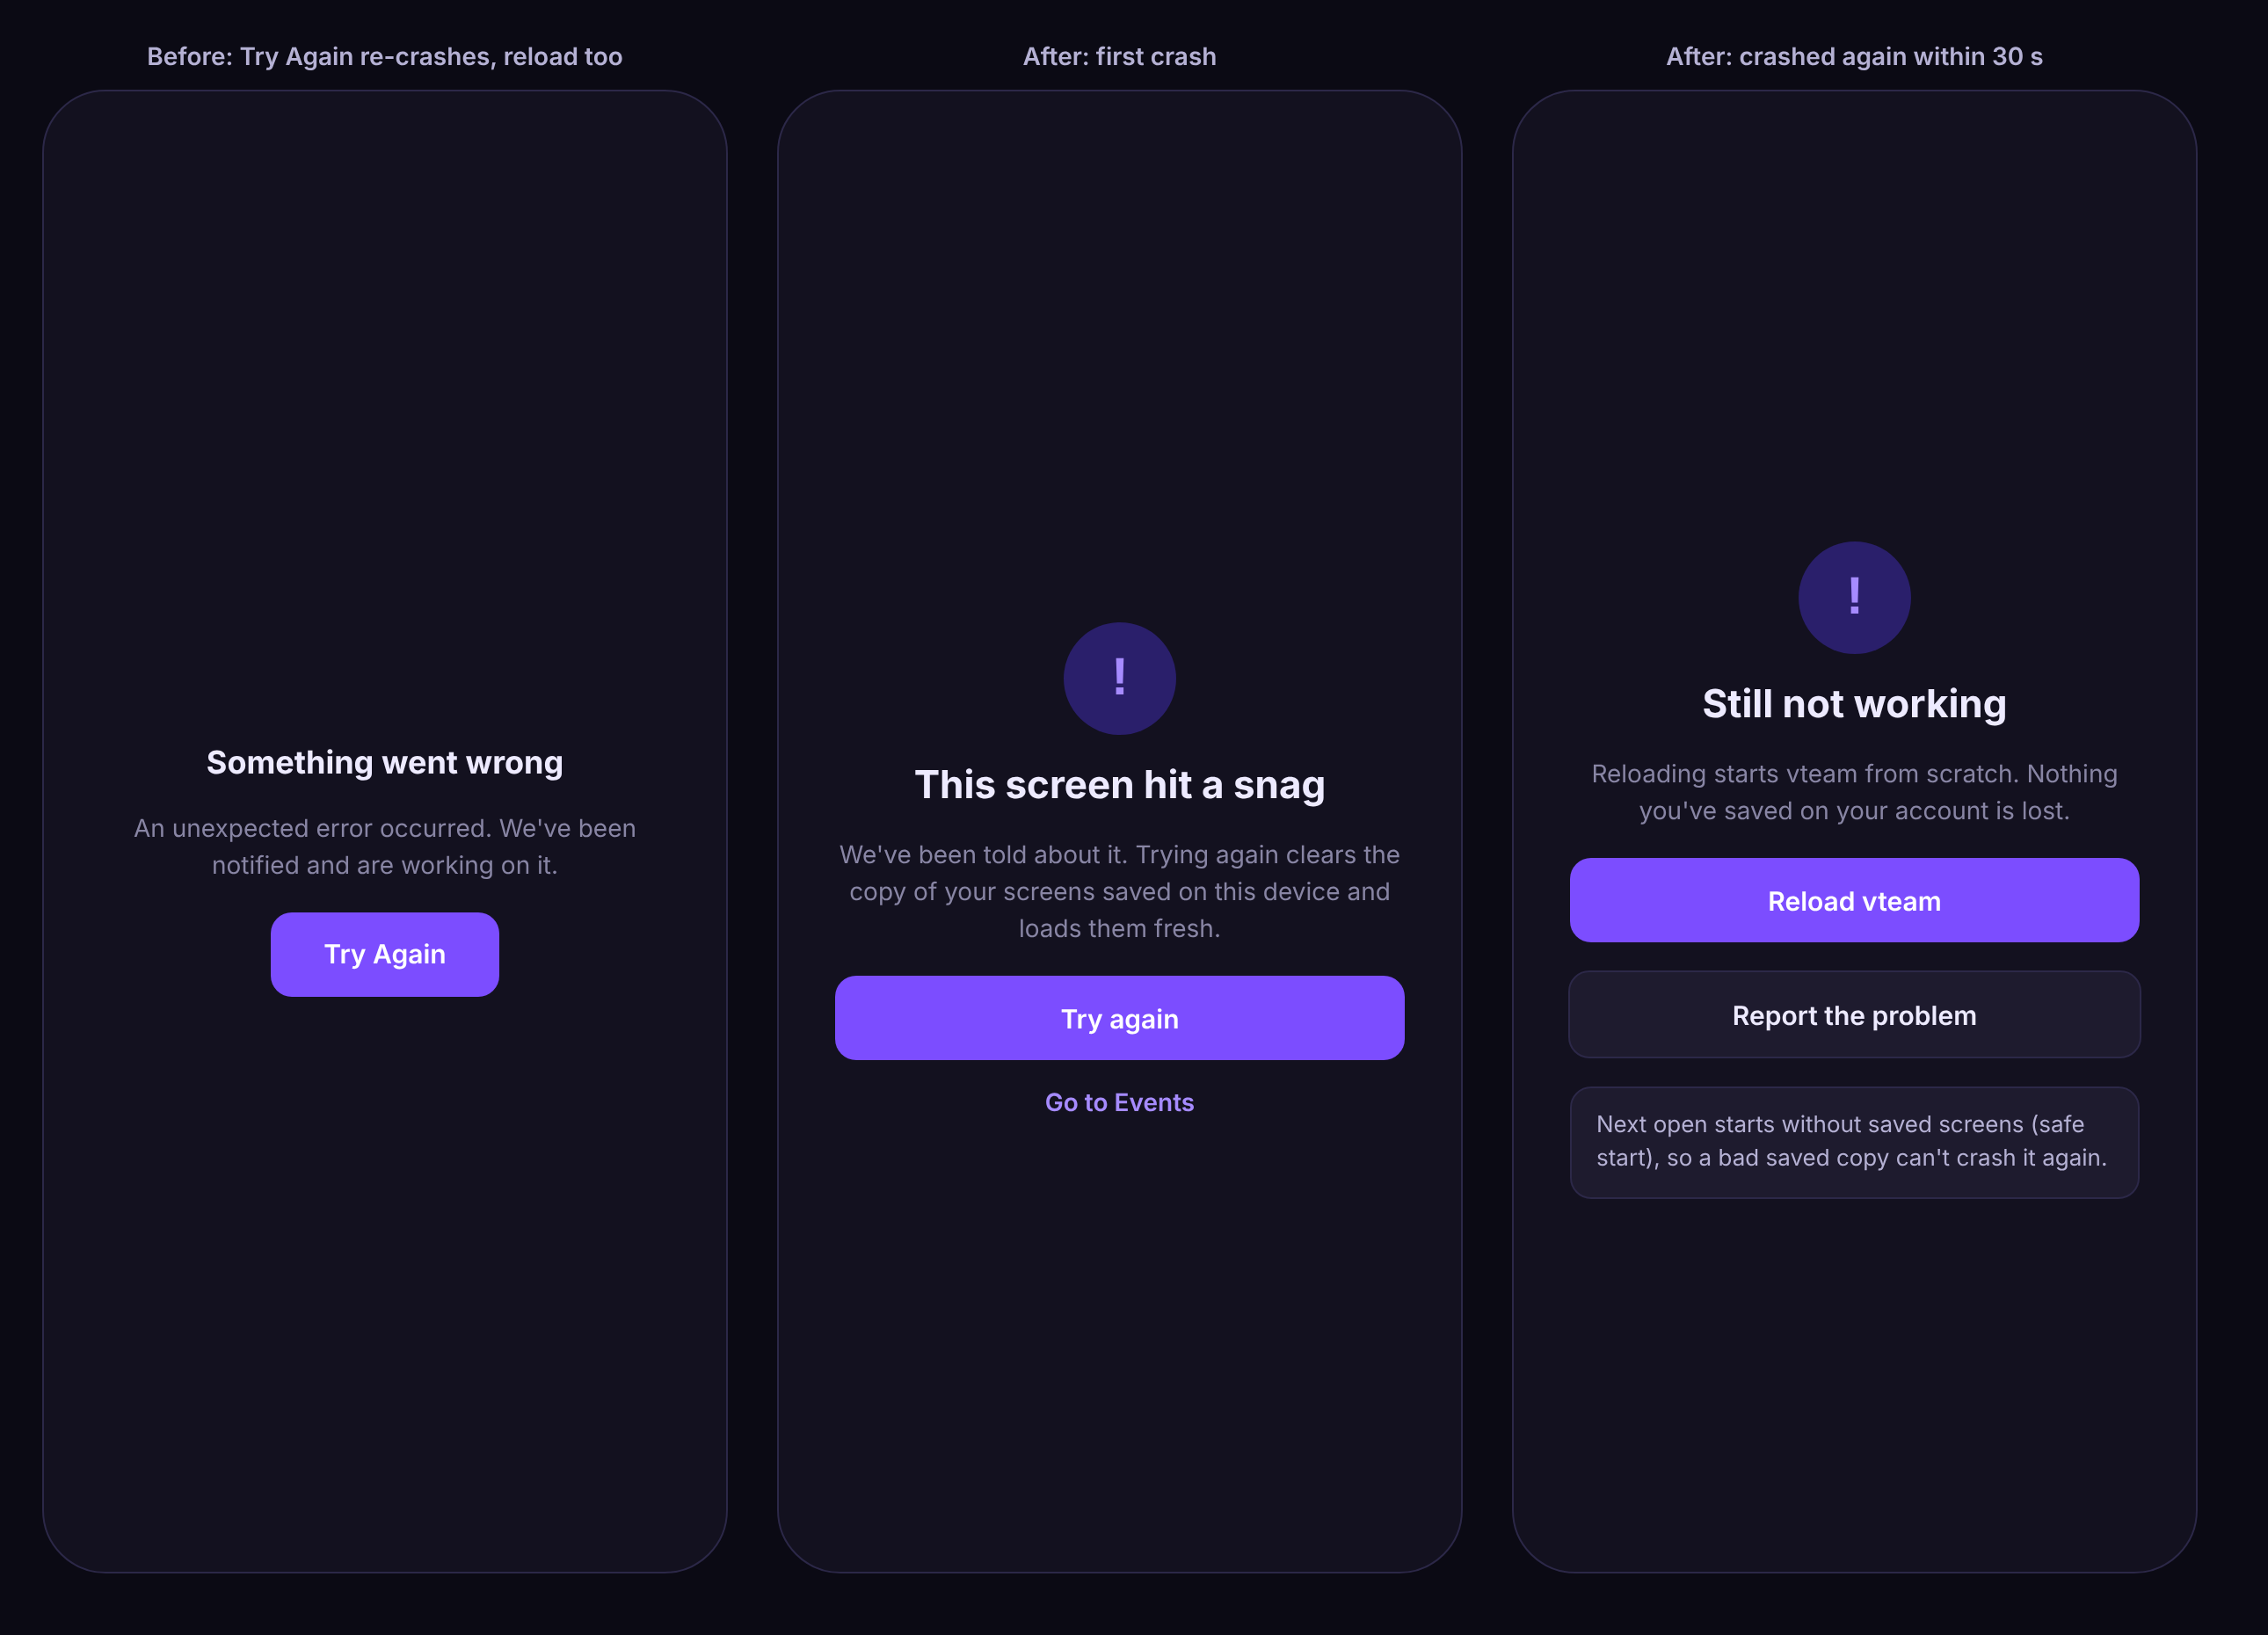 Before: Try Again re-crashes, reload too
Something went wrong
An unexpected error occurred. We've been
notified and are working on it.
Try Again
After: first crash
!
This screen hit a snag
We've been told about it. Trying again clears the
copy of your screens saved on this device and
loads them fresh.
Try again
Go to Events
After: crashed again within 30 s
!
Still not working
Reloading starts vteam from scratch. Nothing
you've saved on your account is lost.
Reload vteam
Report the problem
Next open starts without saved screens (safe
start), so a bad saved copy can't crash it again.